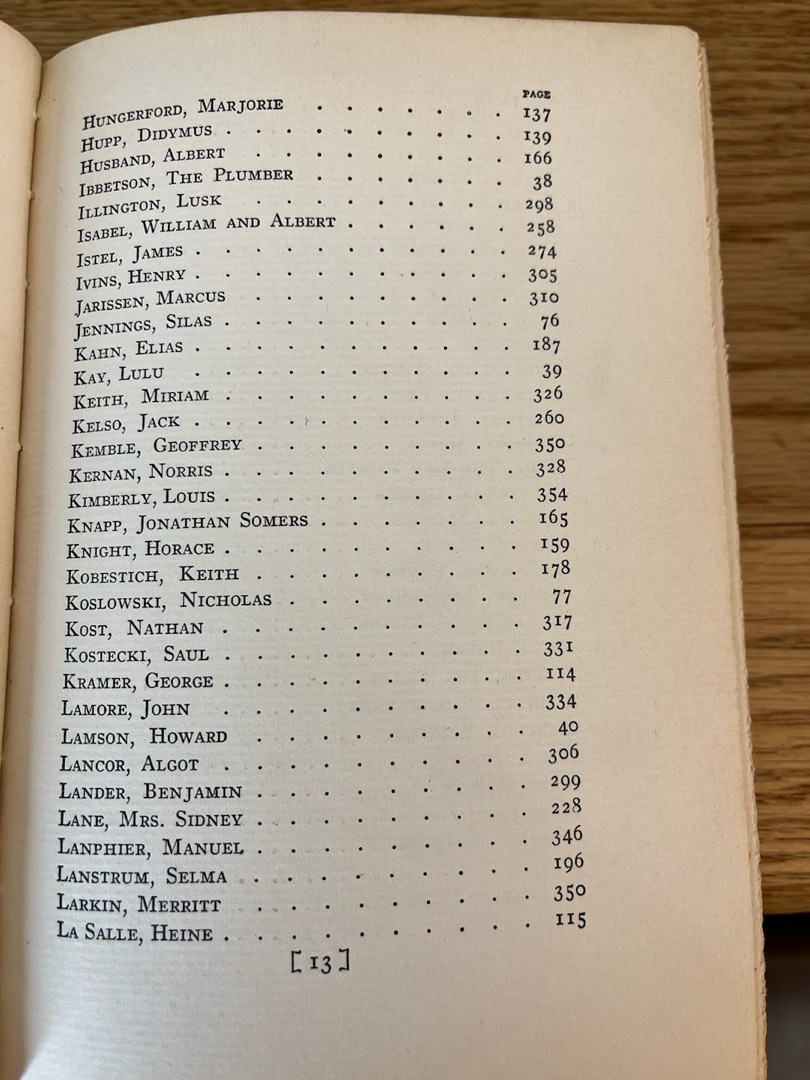 PAGE
HUNGERFORD, MARJORIE . . . . . . . 137
HUPP, DIDYMUS . . . . . . . . . . 139
HUSBAND, ALBERT . . . . . . . . . 166
IBBETSON, THE PLUMBER . . . . . . . 38
ILLINGTON, LUSK . . . . . . . . . 298
ISABEL, WILLIAM AND ALBERT . . . . . . 258
ISTEL, JAMES . . . . . . . . . . . 274
IVINS, HENRY . . . . . . . . . . . 305
JARISSEN, MARCUS . . . . . . . . . 310
JENNINGS, SILAS . . . . . . . . . . 76
KAHN, ELIAS . . . . . . . . . . . 187
KAY, LULU . . . . . . . . . . . 39
KEITH, MIRIAM . . . . . . . . . . 326
KELSO, JACK . . . . . . . . . . . 260
KEMBLE, GEOFFREY . . . . . . . . . 350
KERNAN, NORRIS . . . . . . . . . . 328
KIMBERLY, LOUIS . . . . . . . . . . 354
KNAPP, JONATHAN SOMERS . . . . . . . 165
KNIGHT, HORACE . . . . . . . . . . 159
KOBESTICH, KEITH . . . . . . . . . 178
KOSLOWSKI, NICHOLAS . . . . . . . . 77
KOST, NATHAN . . . . . . . . . . 317
KOSTECKI, SAUL . . . . . . . . . . 331
KRAMER, GEORGE . . . . . . . . . . 114
LAMORE, JOHN . . . . . . . . . . 334
LAMSON, HOWARD . . . . . . . . . 40
LANCOR, ALGOT . . . . . . . . . . 306
LANDER, BENJAMIN . . . . . . . . . 299
LANE, MRS. SIDNEY . . . . . . . . . 228
LANPHIER, MANUEL . . . . . . . . . 346
LANSTRUM, SELMA . . . . . . . . . 196
LARKIN, MERRITT . . . . . . . . . 350
LA SALLE, HEINE . . . . . . . . . . 115
[13]